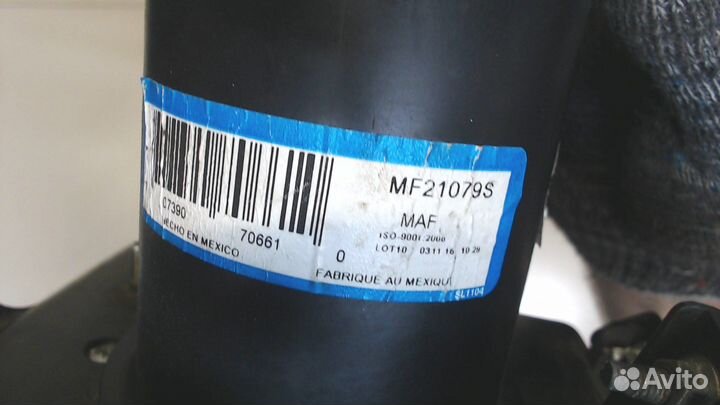 MF21079S
MAF
ISO-9001:2008
LOT10 0311 16 10 29
07390
70661
0
HECHO EN MEXICO
FABRIQUE AU MEXIQUE
SL1104
Avito